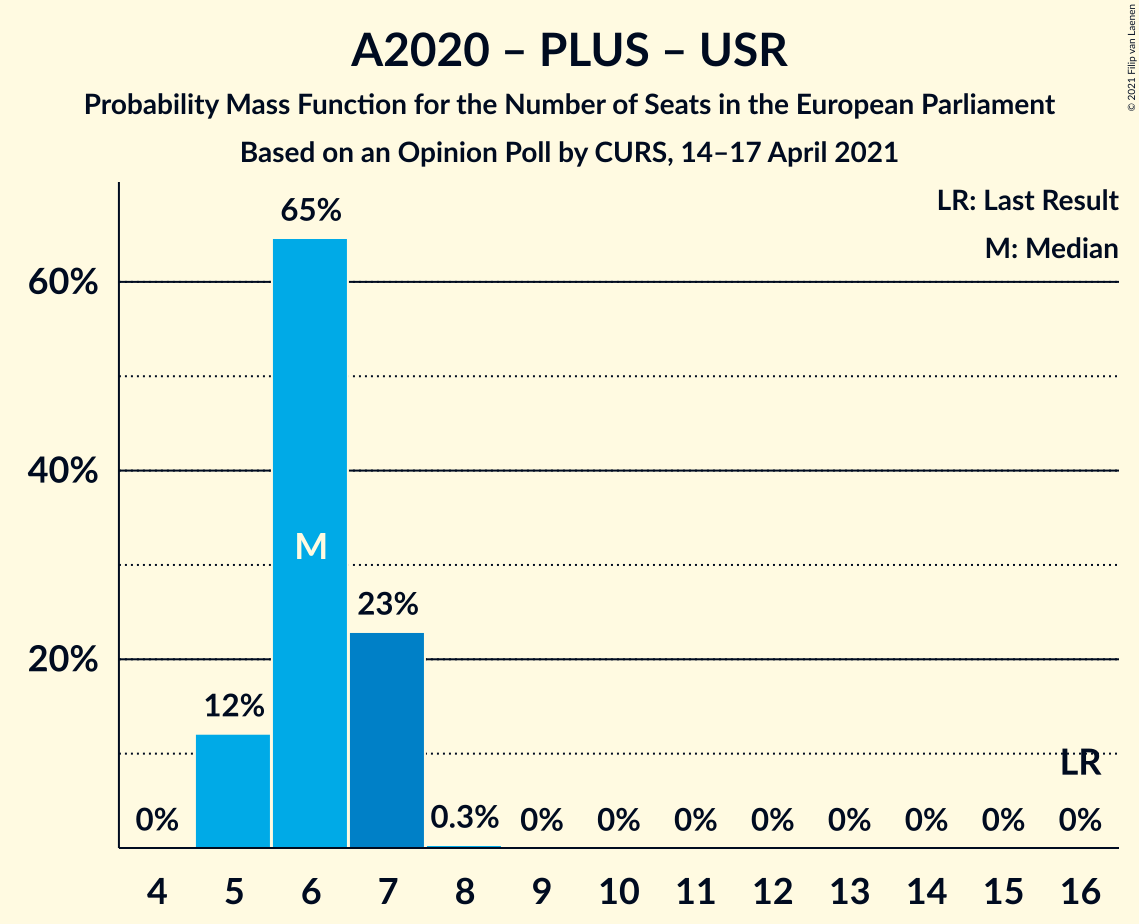 A2020 – PLUS – USR
Probability Mass Function for the Number of Seats in the European Parliament
Based on an Opinion Poll by CURS, 14–17 April 2021
© 2021 Filip van Laenen
LR: Last Result
M: Median
65%
60%
40%
M
23%
20%
12%
LR
0%
0.3%
0% 0% 0% 0% 0% 0% 0% 0%
4 5 6 7 8 9 10 11 12 13 14 15 16